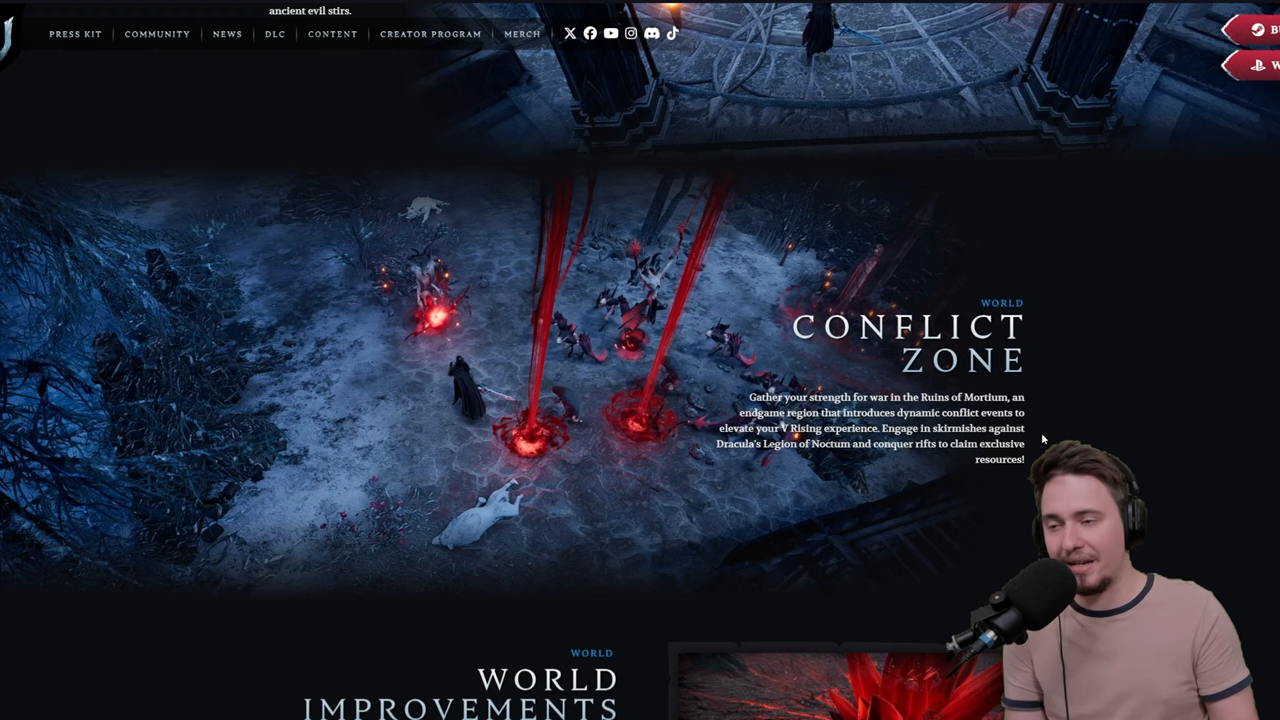 ancient evil stirs.
PRESS KIT COMMUNITY NEWS DLC CONTENT CREATOR PROGRAM MERCH
WORLD
CONFLICT
ZONE
Gather your strength for war in the Ruins of Mortium, an
endgame region that introduces dynamic conflict events to
elevate your V Rising experience. Engage in skirmishes against
Dracula's Legion of Noctum and conquer rifts to claim exclusive
resources!
WORLD
WORLD
IMPROVEMENTS